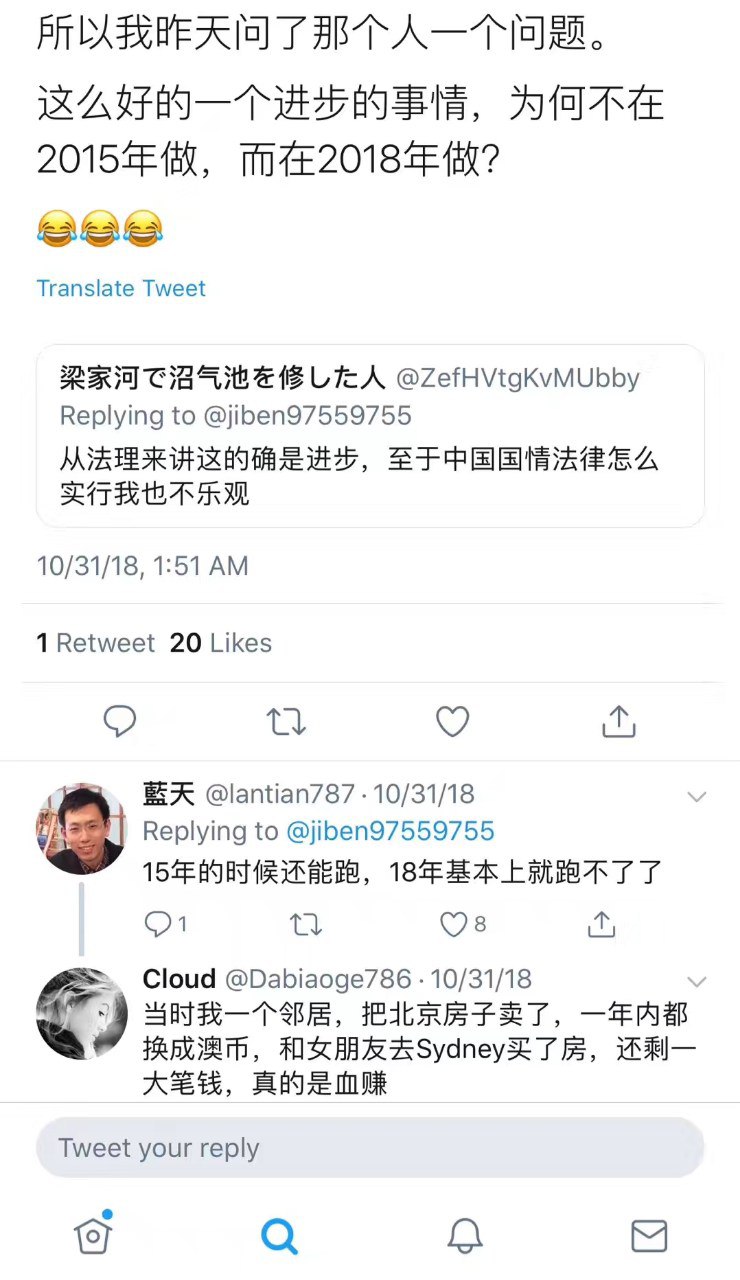 所以我昨天问了那个人一个问题。
这么好的一个进步的事情，为何不在
2015年做，而在2018年做？
😂😂😂
Translate Tweet
梁家河で沼气池を修した人 @ZefHVtgKvMUbby
Replying to @jiben97559755
从法理来讲这的确是进步，至于中国国情法律怎么
实行我也不乐观
10/31/18, 1:51 AM
1 Retweet 20 Likes
藍天 @lantian787 · 10/31/18
Replying to @jiben97559755
15年的时候还能跑，18年基本上就跑不了了
1 8
Cloud @Dabiaoge786 · 10/31/18
当时我一个邻居，把北京房子卖了，一年内都
换成澳币，和女朋友去Sydney买了房，还剩一
大笔钱，真的是血赚
Tweet your reply